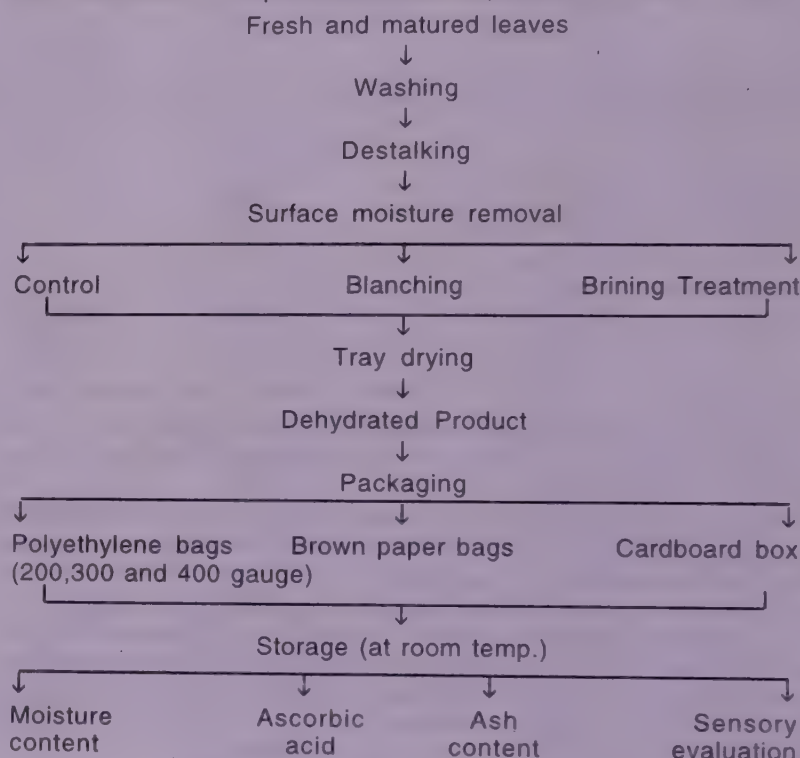 Fresh and matured leaves
↓
Washing
↓
Destalking
↓
Surface moisture removal
Control Blanching Brining Treatment
↓
Tray drying
↓
Dehydrated Product
↓
Packaging
Polyethylene bags Brown paper bags Cardboard box
(200,300 and 400 gauge)
↓
Storage (at room temp.)
Moisture Ascorbic Ash Sensory
content acid content evaluation